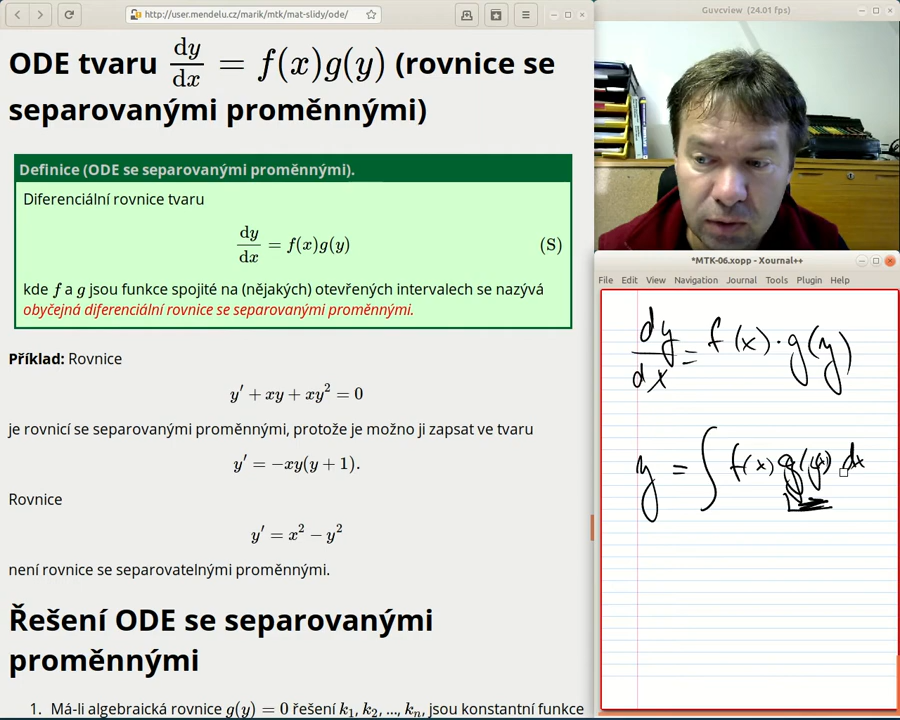 http://user.mendelu.cz/marik/mtk/mat-slidy/ode/
ODE tvaru dy/dx = f(x)g(y) (rovnice se
separovanými proměnnými)
Definice (ODE se separovanými proměnnými).
Diferenciální rovnice tvaru
dy/dx = f(x)g(y) (S)
kde f a g jsou funkce spojité na (nějakých) otevřených intervalech se nazývá
obyčejná diferenciální rovnice se separovanými proměnnými.
Příklad: Rovnice
y′ + xy + xy² = 0
je rovnicí se separovanými proměnnými, protože je možno ji zapsat ve tvaru
y′ = −xy(y + 1).
Rovnice
y′ = x² − y²
není rovnice se separovatelnými proměnnými.
Řešení ODE se separovanými
proměnnými
1. Má-li algebraická rovnice g(y) = 0 řešení k₁, k₂, ..., kₙ, jsou konstantní funkce
Guvcview (24.01 fps)
*MTK-06.xopp - Xournal++
File Edit View Navigation Journal Tools Plugin Help
dy/dx = f(x) · g(y)
y = ∫ f(x) g(y) dx